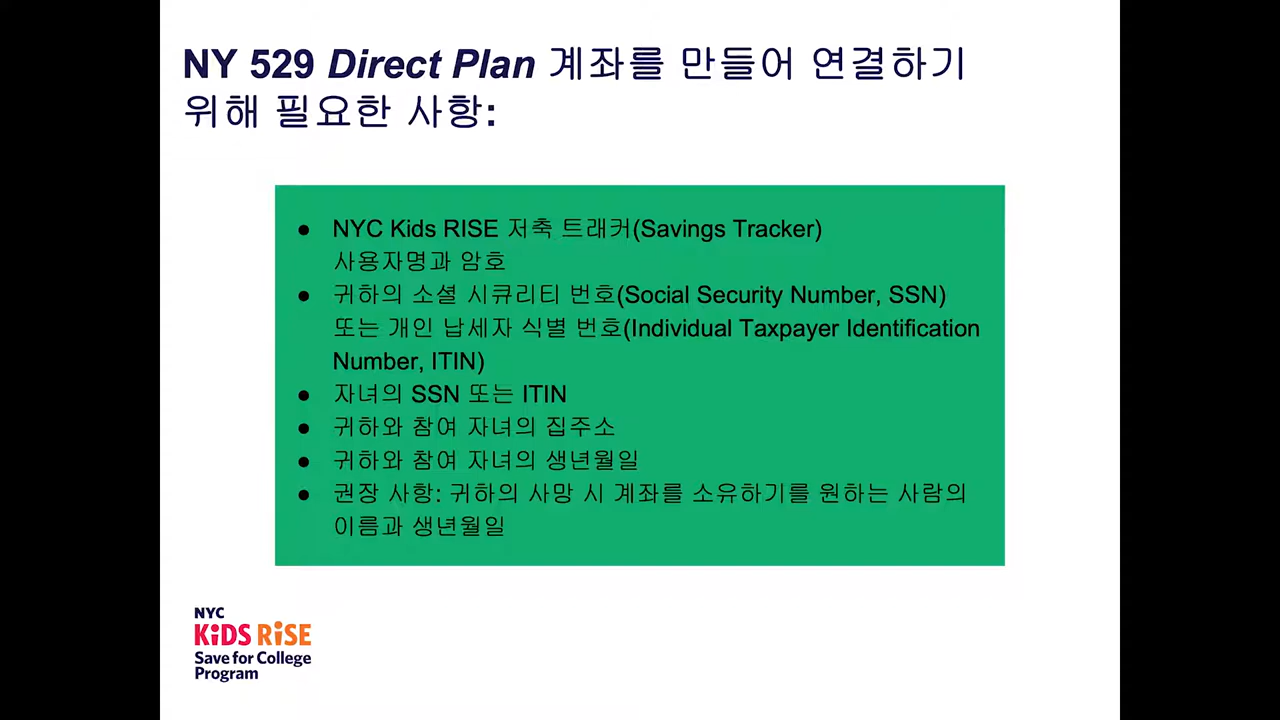 NY 529 Direct Plan 계좌를 만들어 연결하기
위해 필요한 사항:
● NYC Kids RISE 저축 트래커(Savings Tracker)
사용자명과 암호
● 귀하의 소셜 시큐리티 번호(Social Security Number, SSN)
또는 개인 납세자 식별 번호(Individual Taxpayer Identification
Number, ITIN)
● 자녀의 SSN 또는 ITIN
● 귀하와 참여 자녀의 집주소
● 귀하와 참여 자녀의 생년월일
● 권장 사항: 귀하의 사망 시 계좌를 소유하기를 원하는 사람의
이름과 생년월일
NYC
KiDS RiSE
Save for College
Program